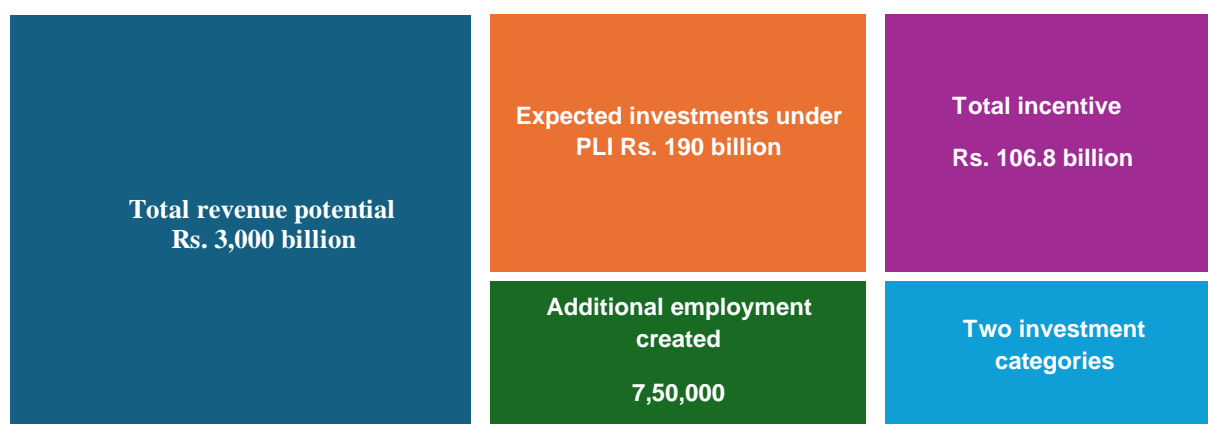 Total revenue potential
Rs. 3,000 billion
Expected investments under
PLI Rs. 190 billion
Total incentive
Rs. 106.8 billion
Additional employment
created
7,50,000
Two investment
categories